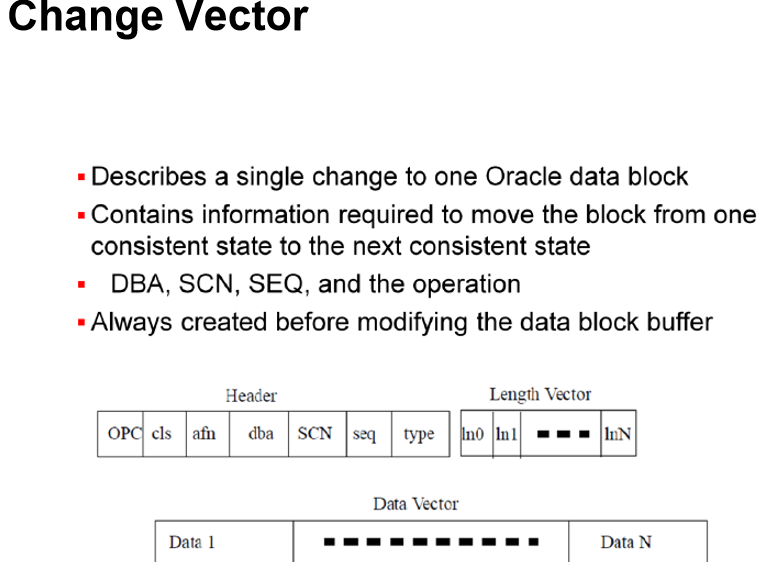 Change Vector
Describes a single change to one Oracle data block
Contains information required to move the block from one
consistent state to the next consistent state
DBA, SCN, SEQ, and the operation
Always created before modifying the data block buffer
Header Length Vector
OPC cls afn dba SCN seq type ln0 ln1 lnN
Data Vector
Data 1 Data N